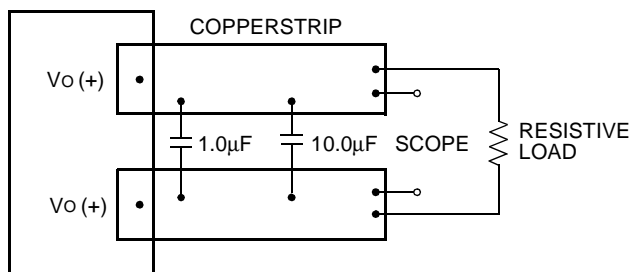 COPPERSTRIP
VO (+)
1.0µF
10.0µF
SCOPE
RESISTIVE
LOAD
VO (+)